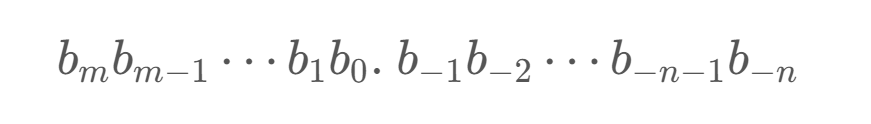 b_m b_{m−1} ⋯ b_1 b_0 . b_{−1} b_{−2} ⋯ b_{−n−1} b_{−n}